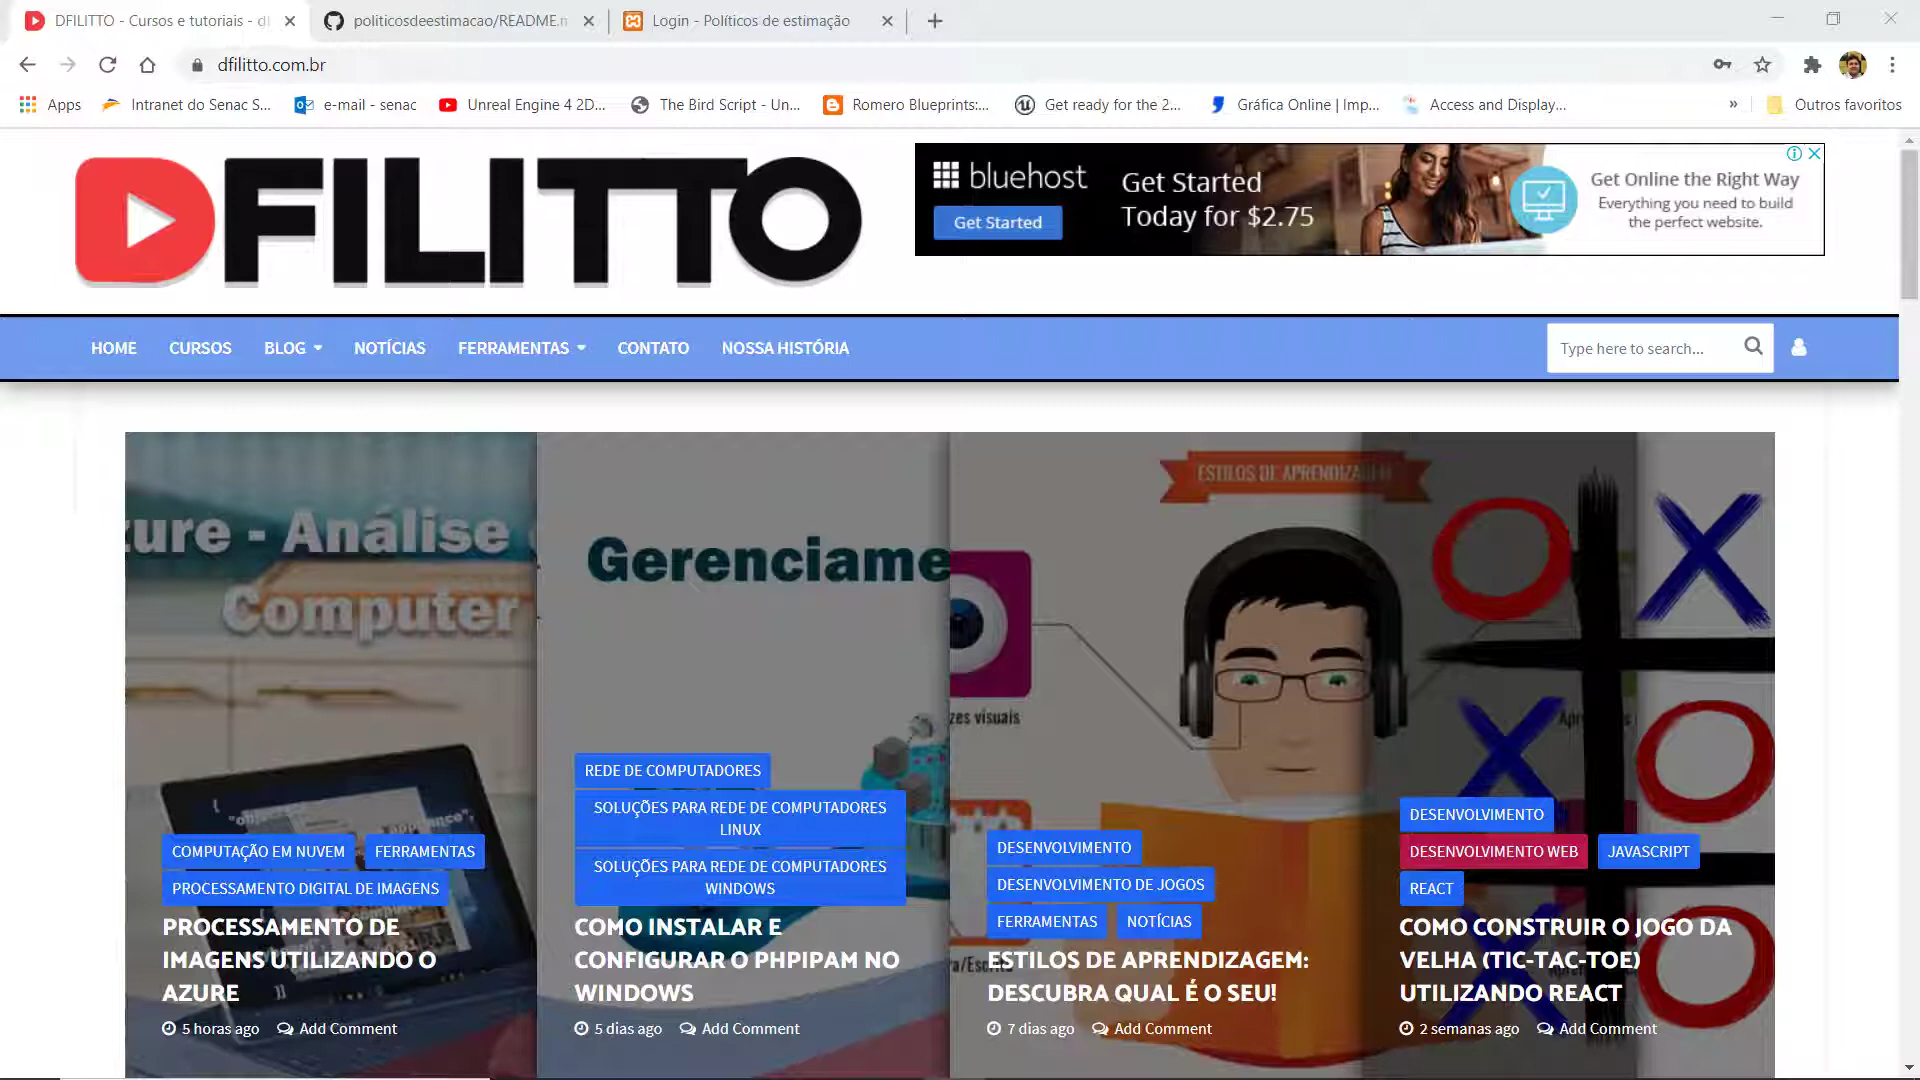 DFILITTO - Cursos e tutoriais - df
politicosdeestimacao/README.m
Login - Políticos de estimação
dfilitto.com.br
Apps
Intranet do Senac S...
e-mail - senac
Unreal Engine 4 2D...
The Bird Script - Un...
Romero Blueprints:...
Get ready for the 2...
Gráfica Online | Imp...
Access and Display...
»
Outros favoritos
DFILITTO
bluehost
Get Started
Get Started
Today for $2.75
Get Online the Right Way
Everything you need to build
the perfect website.
HOME
CURSOS
BLOG
NOTÍCIAS
FERRAMENTAS
CONTATO
NOSSA HISTÓRIA
Type here to search...
zure - Análise
Computer
COMPUTAÇÃO EM NUVEM
FERRAMENTAS
PROCESSAMENTO DIGITAL DE IMAGENS
PROCESSAMENTO DE
IMAGENS UTILIZANDO O
AZURE
5 horas ago
Add Comment
Gerenciame
REDE DE COMPUTADORES
SOLUÇÕES PARA REDE DE COMPUTADORES
LINUX
SOLUÇÕES PARA REDE DE COMPUTADORES
WINDOWS
COMO INSTALAR E
CONFIGURAR O PHPIPAM NO
WINDOWS
5 dias ago
Add Comment
ESTILOS DE APRENDIZAGEM
zes visuais
DESENVOLVIMENTO
DESENVOLVIMENTO DE JOGOS
FERRAMENTAS
NOTÍCIAS
ESTILOS DE APRENDIZAGEM:
DESCUBRA QUAL É O SEU!
7 dias ago
Add Comment
DESENVOLVIMENTO
DESENVOLVIMENTO WEB
JAVASCRIPT
REACT
COMO CONSTRUIR O JOGO DA
VELHA (TIC-TAC-TOE)
UTILIZANDO REACT
2 semanas ago
Add Comment